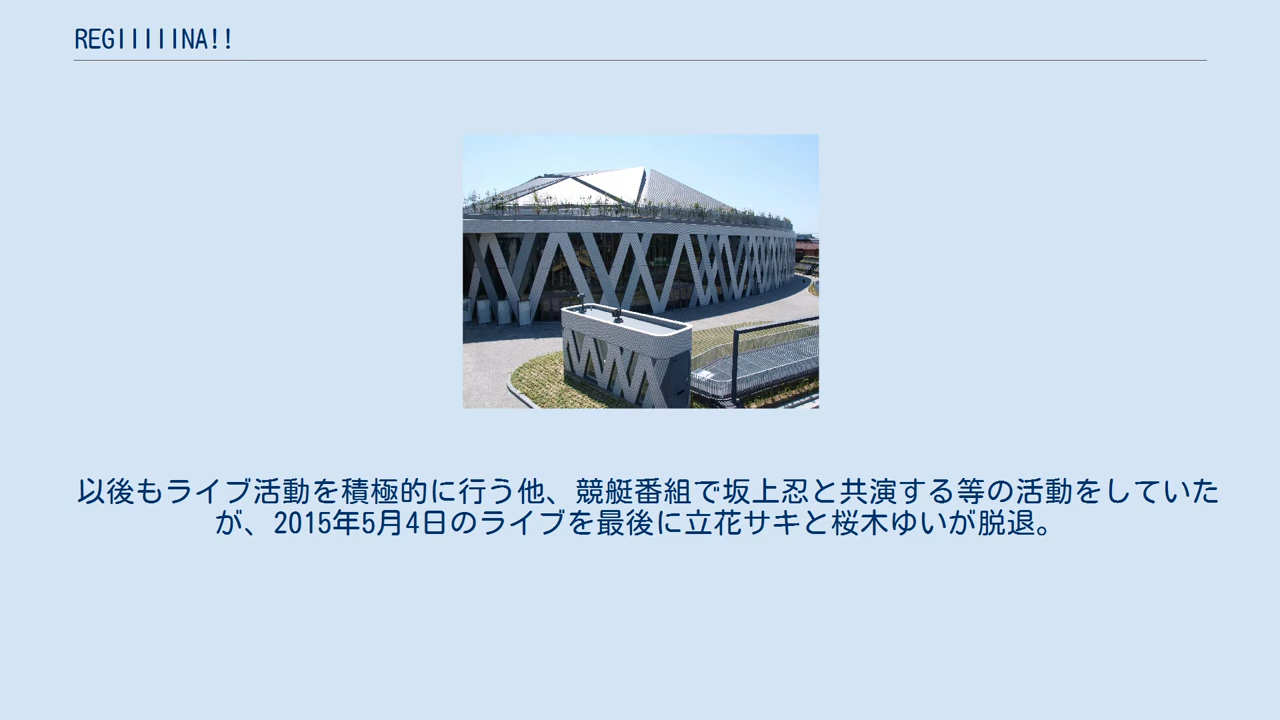 REGIIIIINA!!
以後もライブ活動を積極的に行う他、競艇番組で坂上忍と共演する等の活動をしていた
が、2015年5月4日のライブを最後に立花サキと桜木ゆいが脱退。